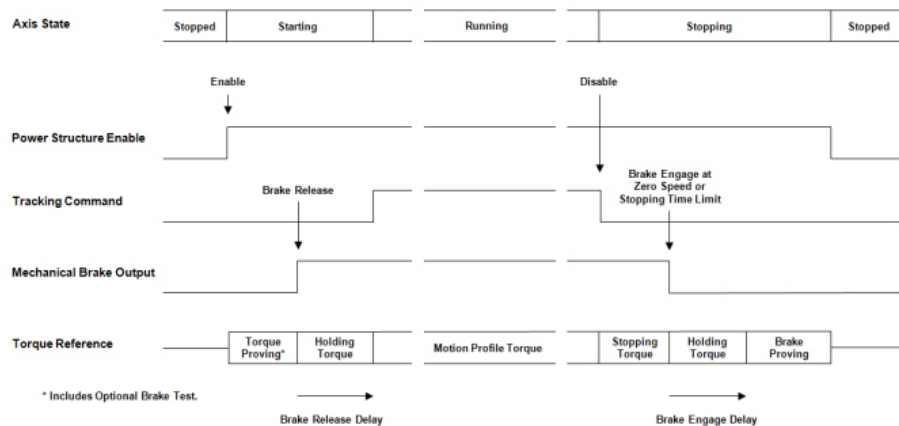 Axis State
Stopped
Starting
Running
Stopping
Stopped
Enable
Disable
Power Structure Enable
Brake Engage at
Zero Speed or
Stopping Time Limit
Brake Release
Tracking Command
Mechanical Brake Output
Torque Reference
Torque
Proving*
Holding
Torque
Motion Profile Torque
Stopping
Torque
Holding
Torque
Brake
Proving
* Includes Optional Brake Test.
Brake Release Delay
Brake Engage Delay